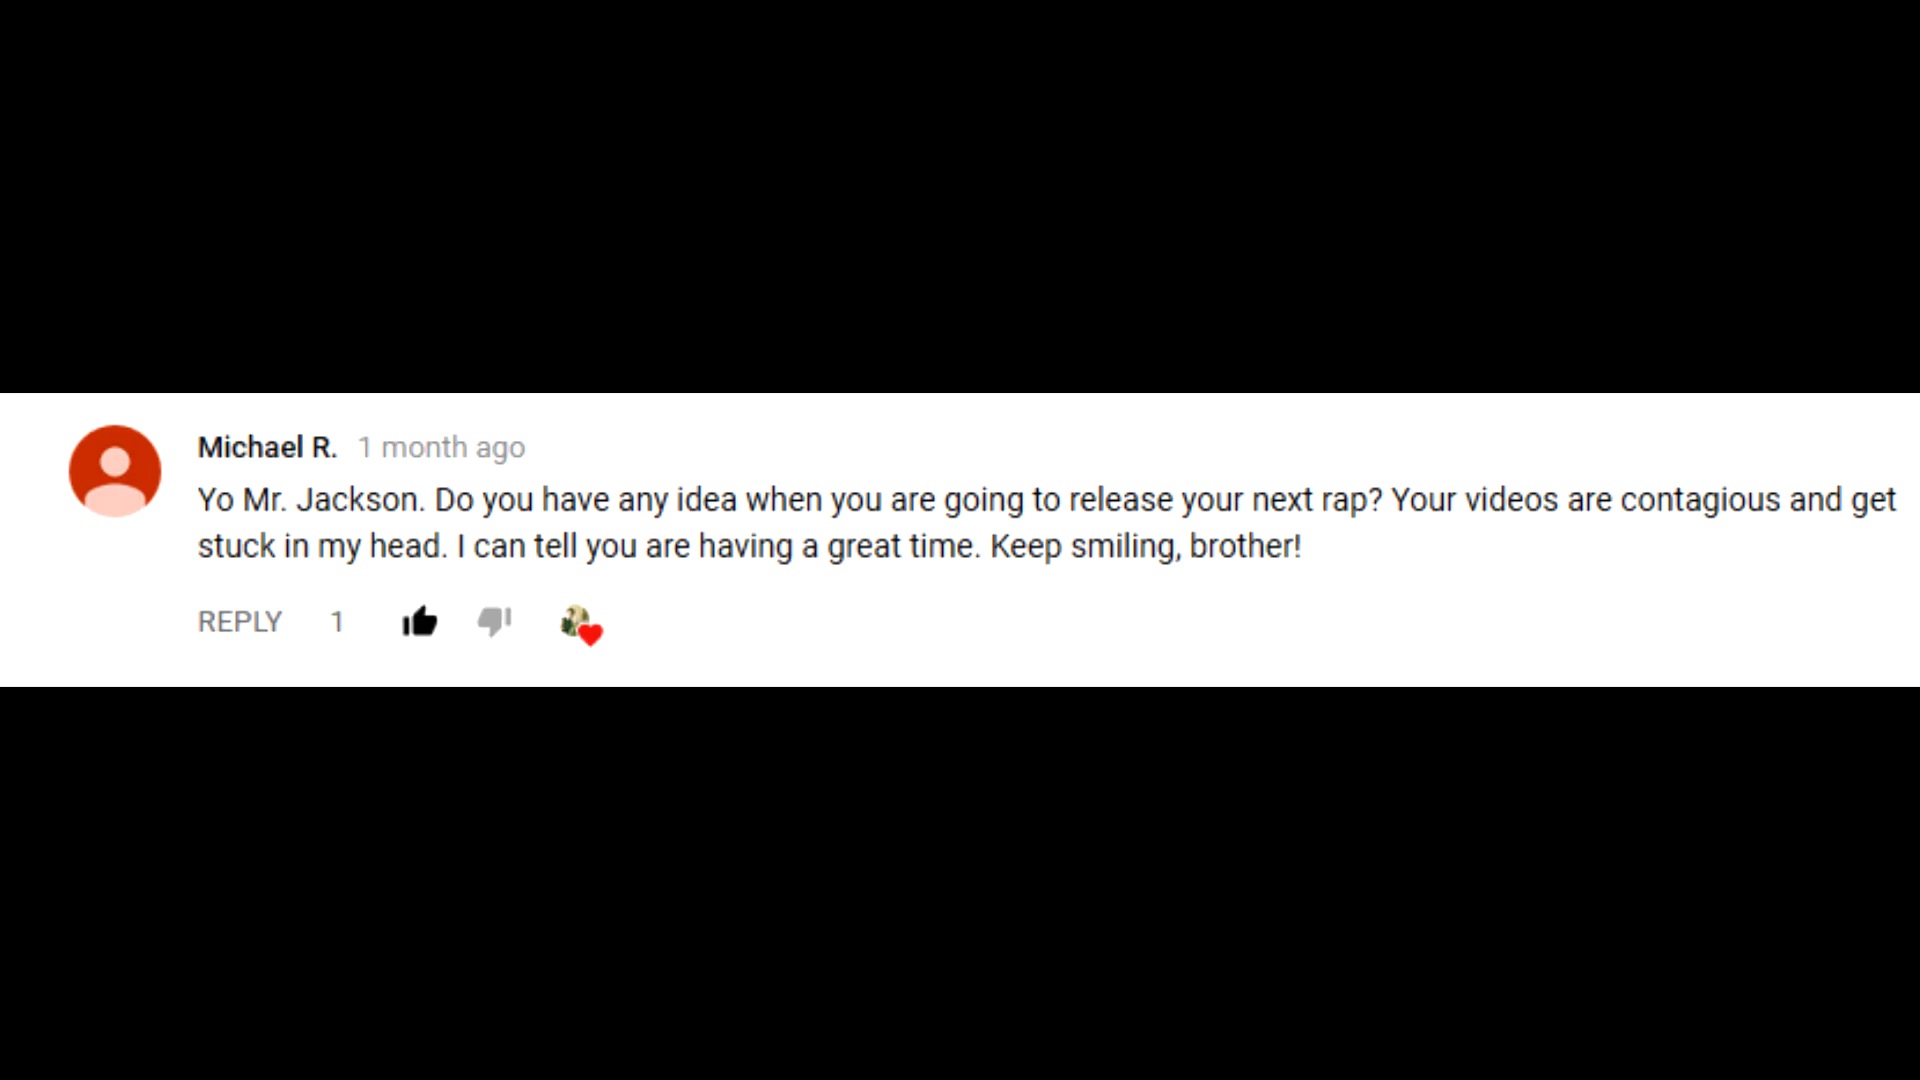 Michael R. 1 month ago
Yo Mr. Jackson. Do you have any idea when you are going to release your next rap? Your videos are contagious and get
stuck in my head. I can tell you are having a great time. Keep smiling, brother!
REPLY 1